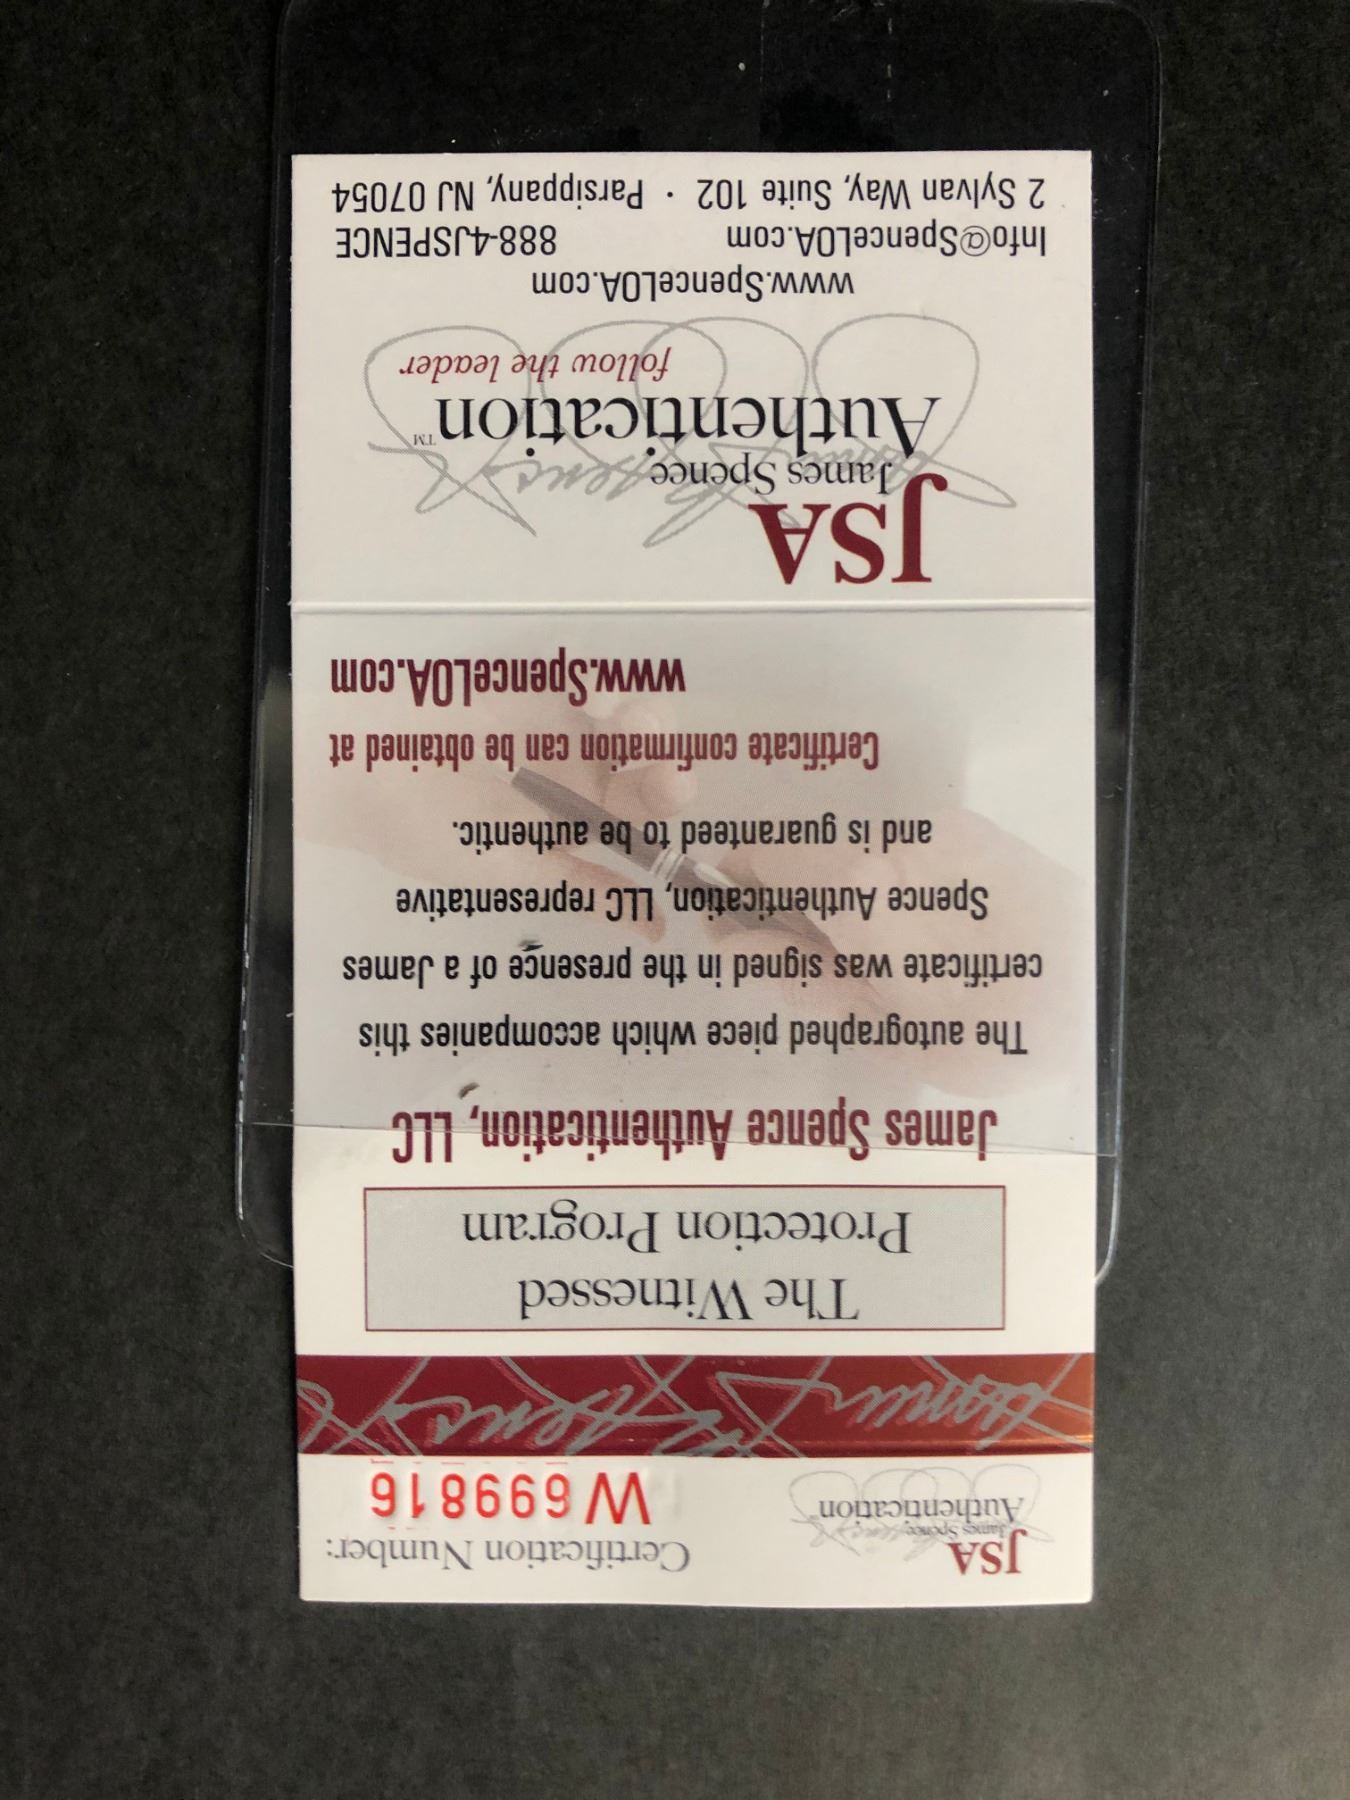 JSA
James Spence
Authentication
Certification Number:
W699816
James Spence
The Witnessed
Protection Program
James Spence Authentication, LLC
The autographed piece which accompanies this
certificate was signed in the presence of a James
Spence Authentication, LLC representative
and is guaranteed to be authentic.
Certificate confirmation can be obtained at
www.SpenceLOA.com
JSA
James Spence
Authentication™
follow the leader
www.SpenceLOA.com
Info@SpenceLOA.com 888-4JSPENCE
2 Sylvan Way, Suite 102 · Parsippany, NJ 07054